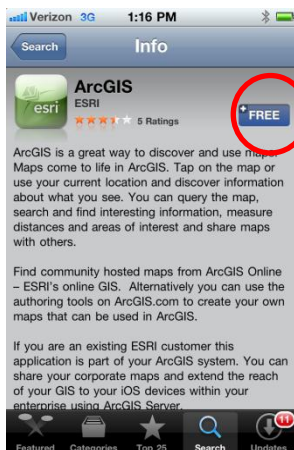 Verizon 3G 1:16 PM
Search Info
ArcGIS
esri
ESRI
5 Ratings
FREE
ArcGIS is a great way to discover and use maps.
Maps come to life in ArcGIS. Tap on the map or
use your current location and discover information
about what you see. You can query the map,
search and find interesting information, measure
distances and areas of interest and share maps
with others.
Find community hosted maps from ArcGIS Online
– ESRI's online GIS. Alternatively you can use the
authoring tools on ArcGIS.com to create your own
maps that can be used in ArcGIS.
If you are an existing ESRI customer this
application is part of your ArcGIS system. You can
share your corporate maps and extend the reach
of your GIS to your iOS devices within your
enterprise using ArcGIS Server.
11
Featured Categories Top 25 Search Updates